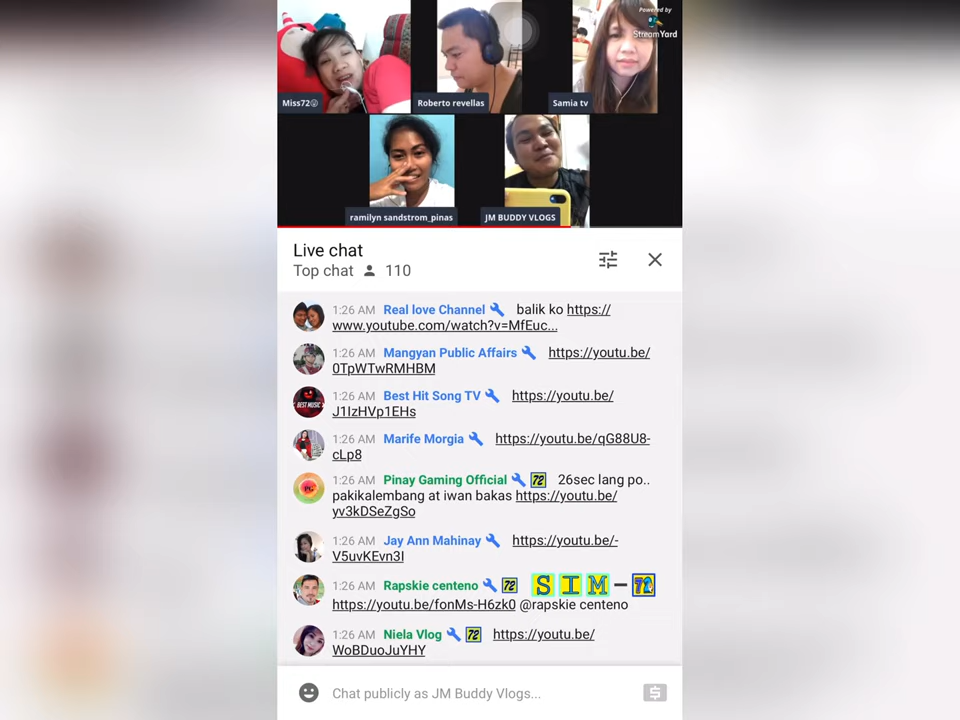 Powered by
StreamYard
Miss72😜
Roberto revellas
Samia tv
ramilyn sandstrom_pinas
JM BUDDY VLOGS
Live chat
Top chat 110
1:26 AM Real love Channel balik ko https://
www.youtube.com/watch?v=MfEuc...
1:26 AM Mangyan Public Affairs https://youtu.be/
0TpWTwRMHBM
BEST MUSIC
1:26 AM Best Hit Song TV https://youtu.be/
J1IzHVp1EHs
1:26 AM Marife Morgia https://youtu.be/qG88U8-
cLp8
PG
1:26 AM Pinay Gaming Official 72 26sec lang po..
pakikalembang at iwan bakas https://youtu.be/
yv3kDSeZgSo
1:26 AM Jay Ann Mahinay https://youtu.be/-
V5uvKEvn3I
1:26 AM Rapskie centeno 72 S I M – 72
https://youtu.be/fonMs-H6zk0 @rapskie centeno
1:26 AM Niela Vlog 72 https://youtu.be/
WoBDuoJuYHY
Chat publicly as JM Buddy Vlogs...